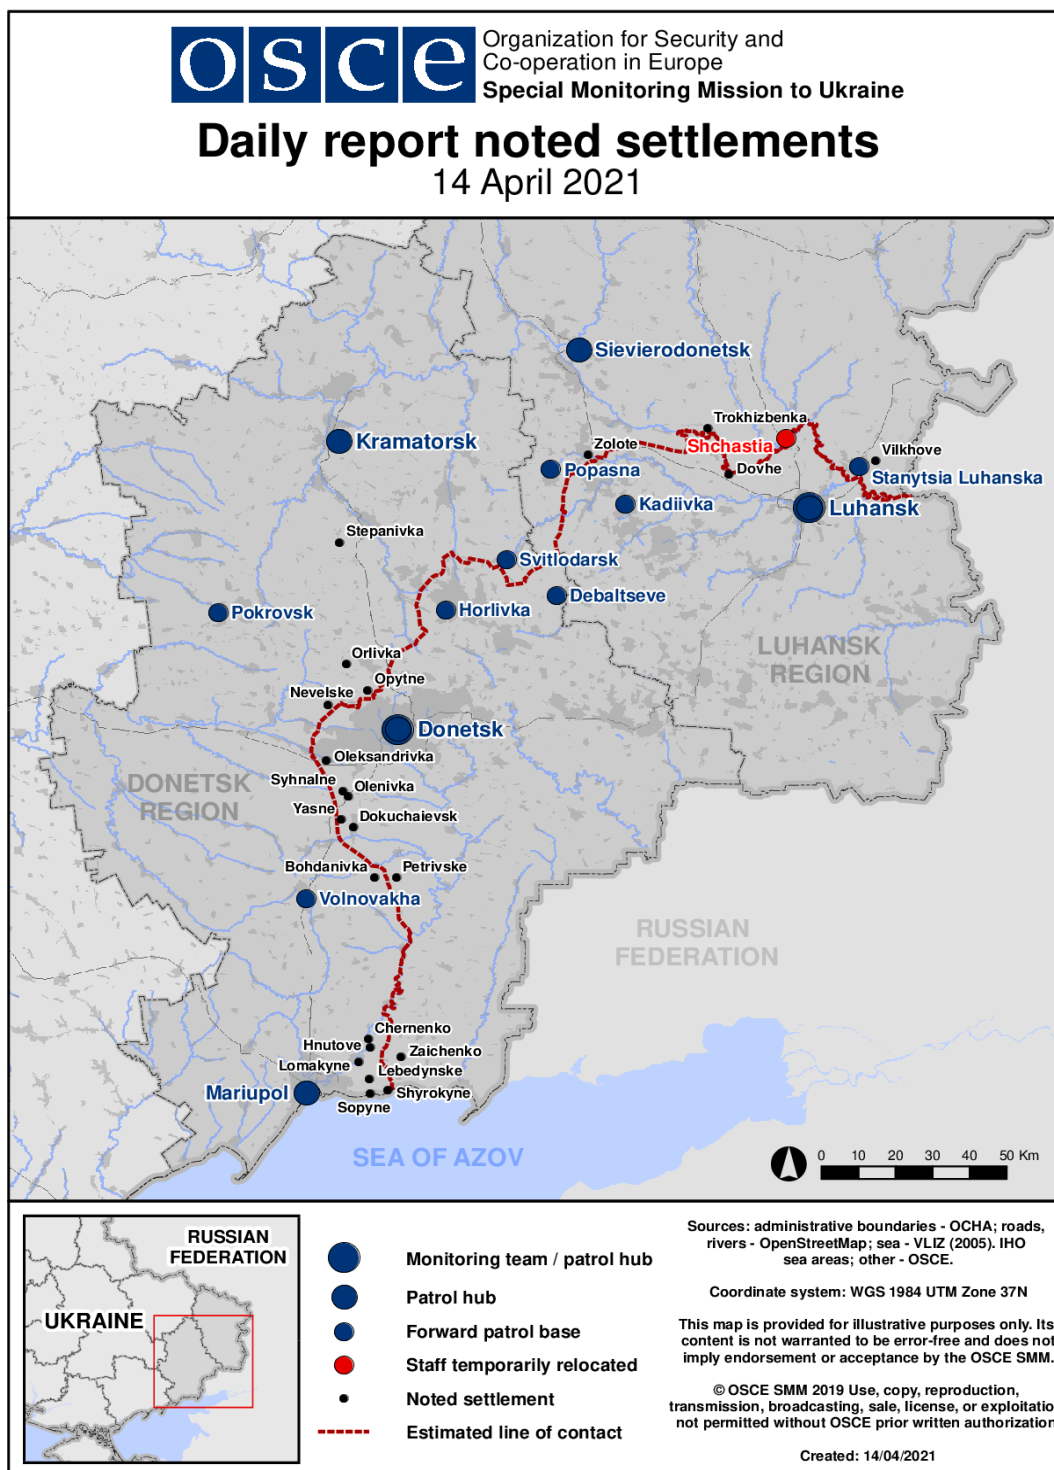 osce
Organization for Security and
Co-operation in Europe
Special Monitoring Mission to Ukraine
Daily report noted settlements
14 April 2021
Sievierodonetsk
Trokhizbenka
Kramatorsk
Zolote
Shchastia
Vilkhove
Popasna
Dovhe
Stanytsia Luhanska
Kadiivka
Luhansk
Stepanivka
Svitlodarsk
Debaltseve
Pokrovsk
Horlivka
LUHANSK
REGION
Orlivka
Opytne
Nevelske
Donetsk
Oleksandrivka
DONETSK
REGION
Syhnalne
Olenivka
Yasne
Dokuchaievsk
Bohdanivka
Petrivske
Volnovakha
RUSSIAN
FEDERATION
Chernenko
Hnutove
Zaichenko
Lomakyne
Lebedynske
Mariupol
Shyrokyne
Sopyne
SEA OF AZOV
0 10 20 30 40 50 Km
RUSSIAN
FEDERATION
UKRAINE
Monitoring team / patrol hub
Patrol hub
Forward patrol base
Staff temporarily relocated
Noted settlement
Estimated line of contact
Sources: administrative boundaries - OCHA; roads,
rivers - OpenStreetMap; sea - VLIZ (2005). IHO
sea areas; other - OSCE.
Coordinate system: WGS 1984 UTM Zone 37N
This map is provided for illustrative purposes only. Its
content is not warranted to be error-free and does not
imply endorsement or acceptance by the OSCE SMM.
© OSCE SMM 2019 Use, copy, reproduction,
transmission, broadcasting, sale, license, or exploitatio
not permitted without OSCE prior written authorization
Created: 14/04/2021